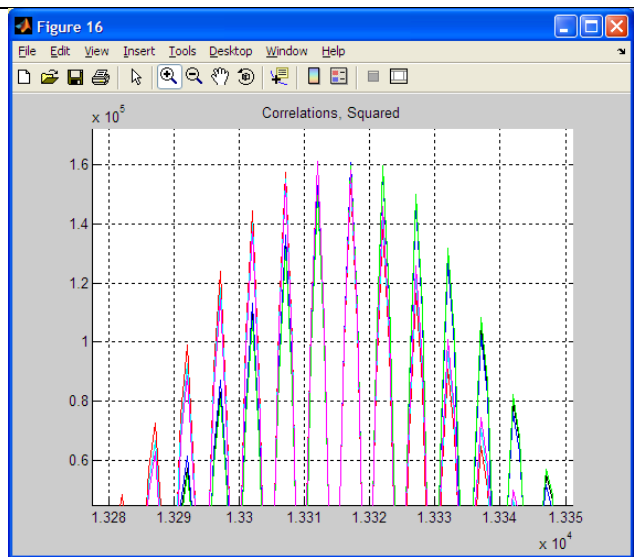 Figure 16
File Edit View Insert Tools Desktop Window Help
Correlations, Squared
x 10^5
1.6
1.4
1.2
1
0.8
0.6
1.328 1.329 1.33 1.331 1.332 1.333 1.334 1.335
x 10^4